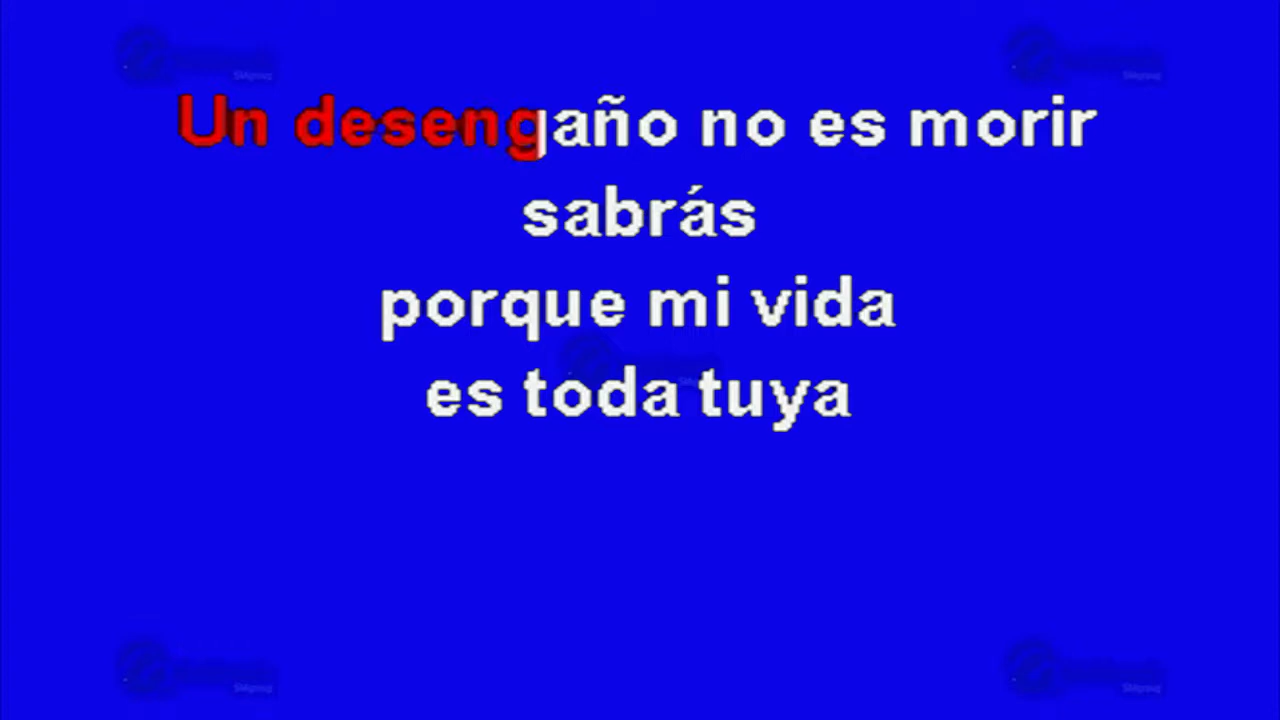 Un desengaño no es morir
sabrás
porque mi vida
es toda tuya